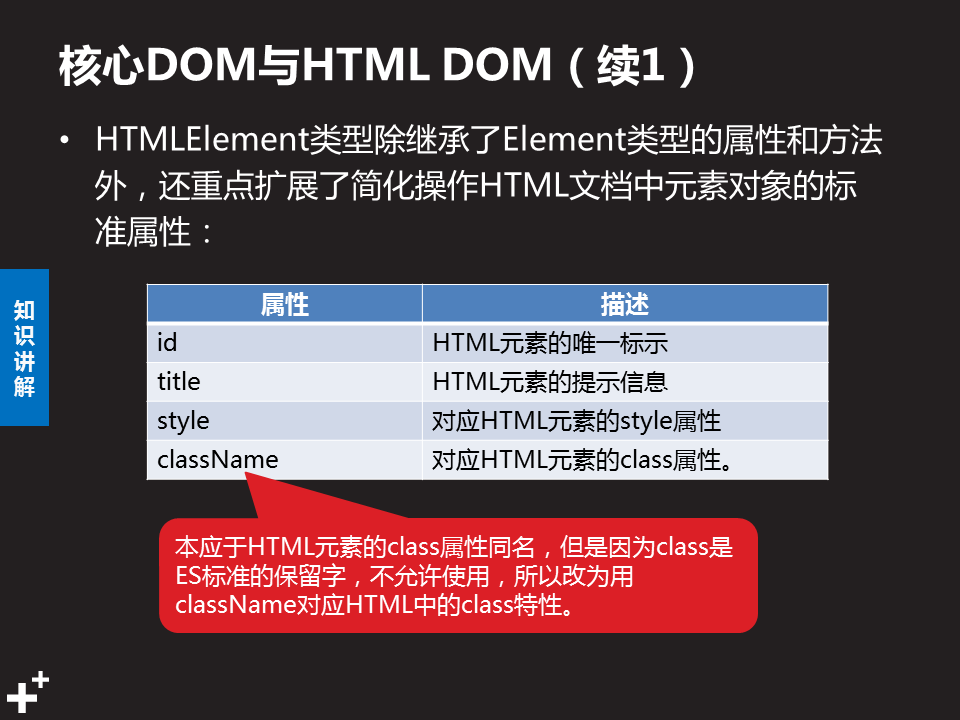 核心DOM与HTML DOM（续1）
• HTMLElement类型除继承了Element类型的属性和方法
外，还重点扩展了简化操作HTML文档中元素对象的标
准属性：
知
识
讲
解
属性 描述
id HTML元素的唯一标示
title HTML元素的提示信息
style 对应HTML元素的style属性
className 对应HTML元素的class属性。
本应于HTML元素的class属性同名，但是因为class是
ES标准的保留字，不允许使用，所以改为用
className对应HTML中的class特性。